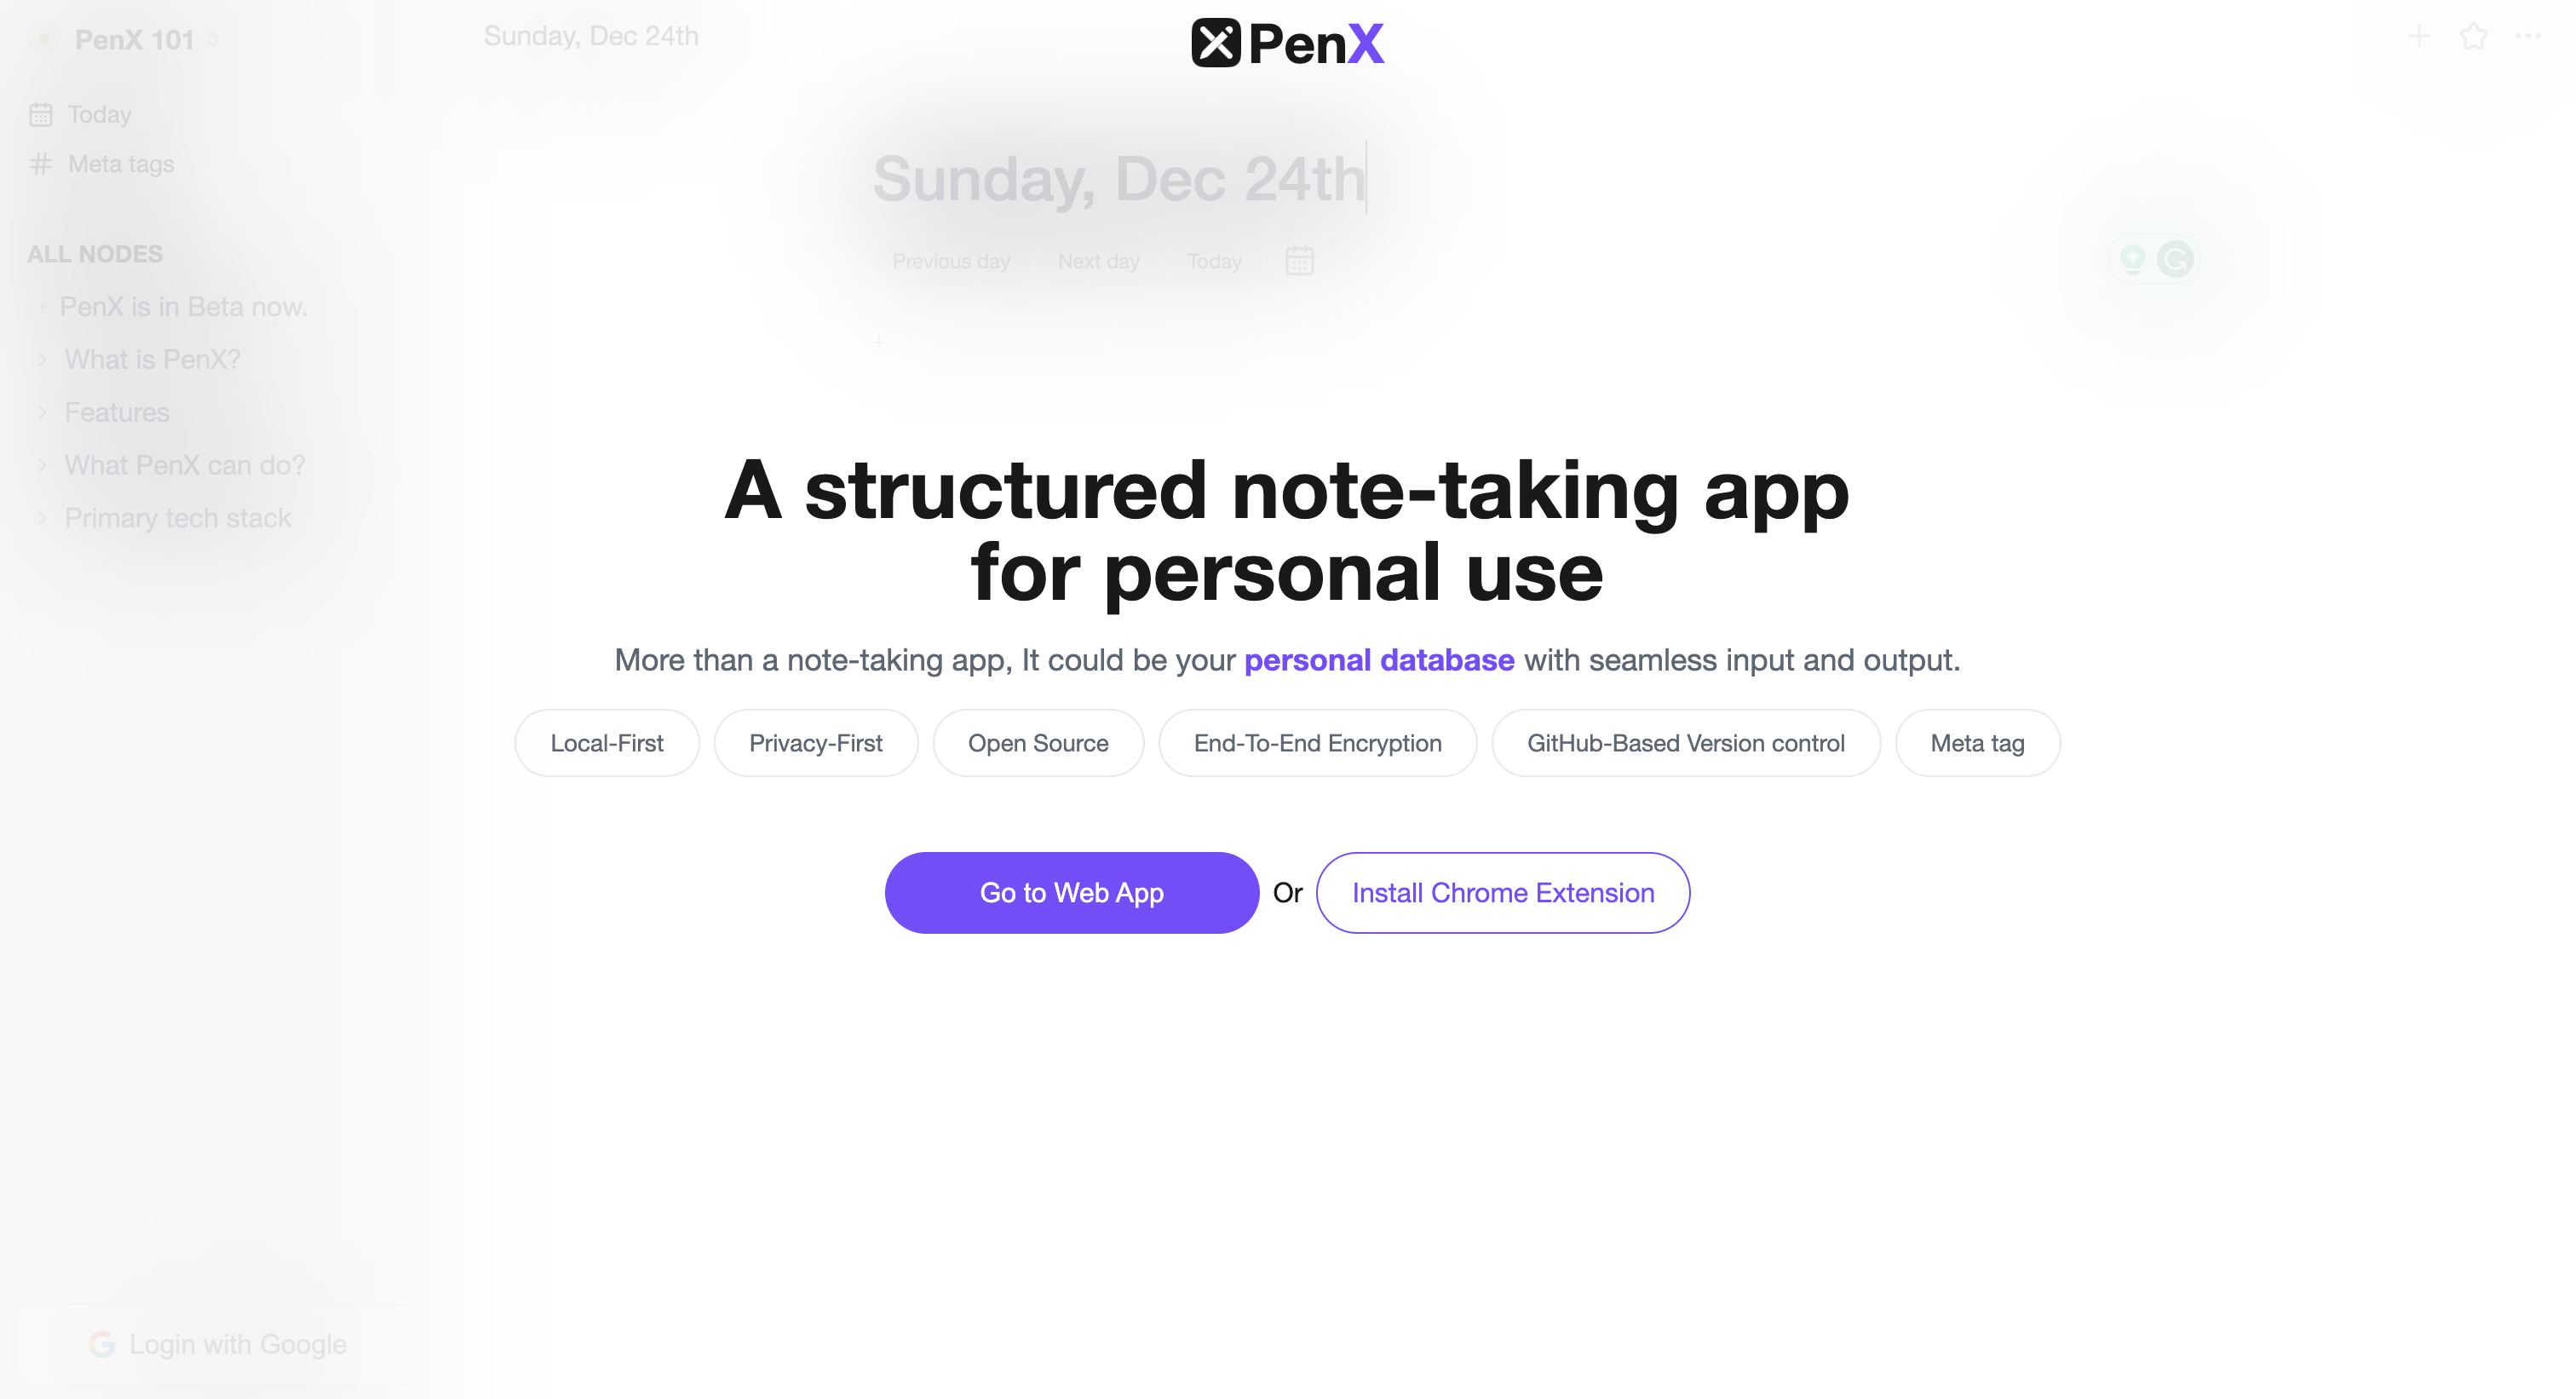 PenX 101
Sunday, Dec 24th
PenX
Today
Meta tags
ALL NODES
PenX is in Beta now.
What is PenX?
Features
What PenX can do?
Primary tech stack
Login with Google
Sunday, Dec 24th
Previous day
Next day
Today
A structured note-taking app
for personal use
More than a note-taking app, It could be your personal database with seamless input and output.
Local-First
Privacy-First
Open Source
End-To-End Encryption
GitHub-Based Version control
Meta tag
Go to Web App
Or
Install Chrome Extension